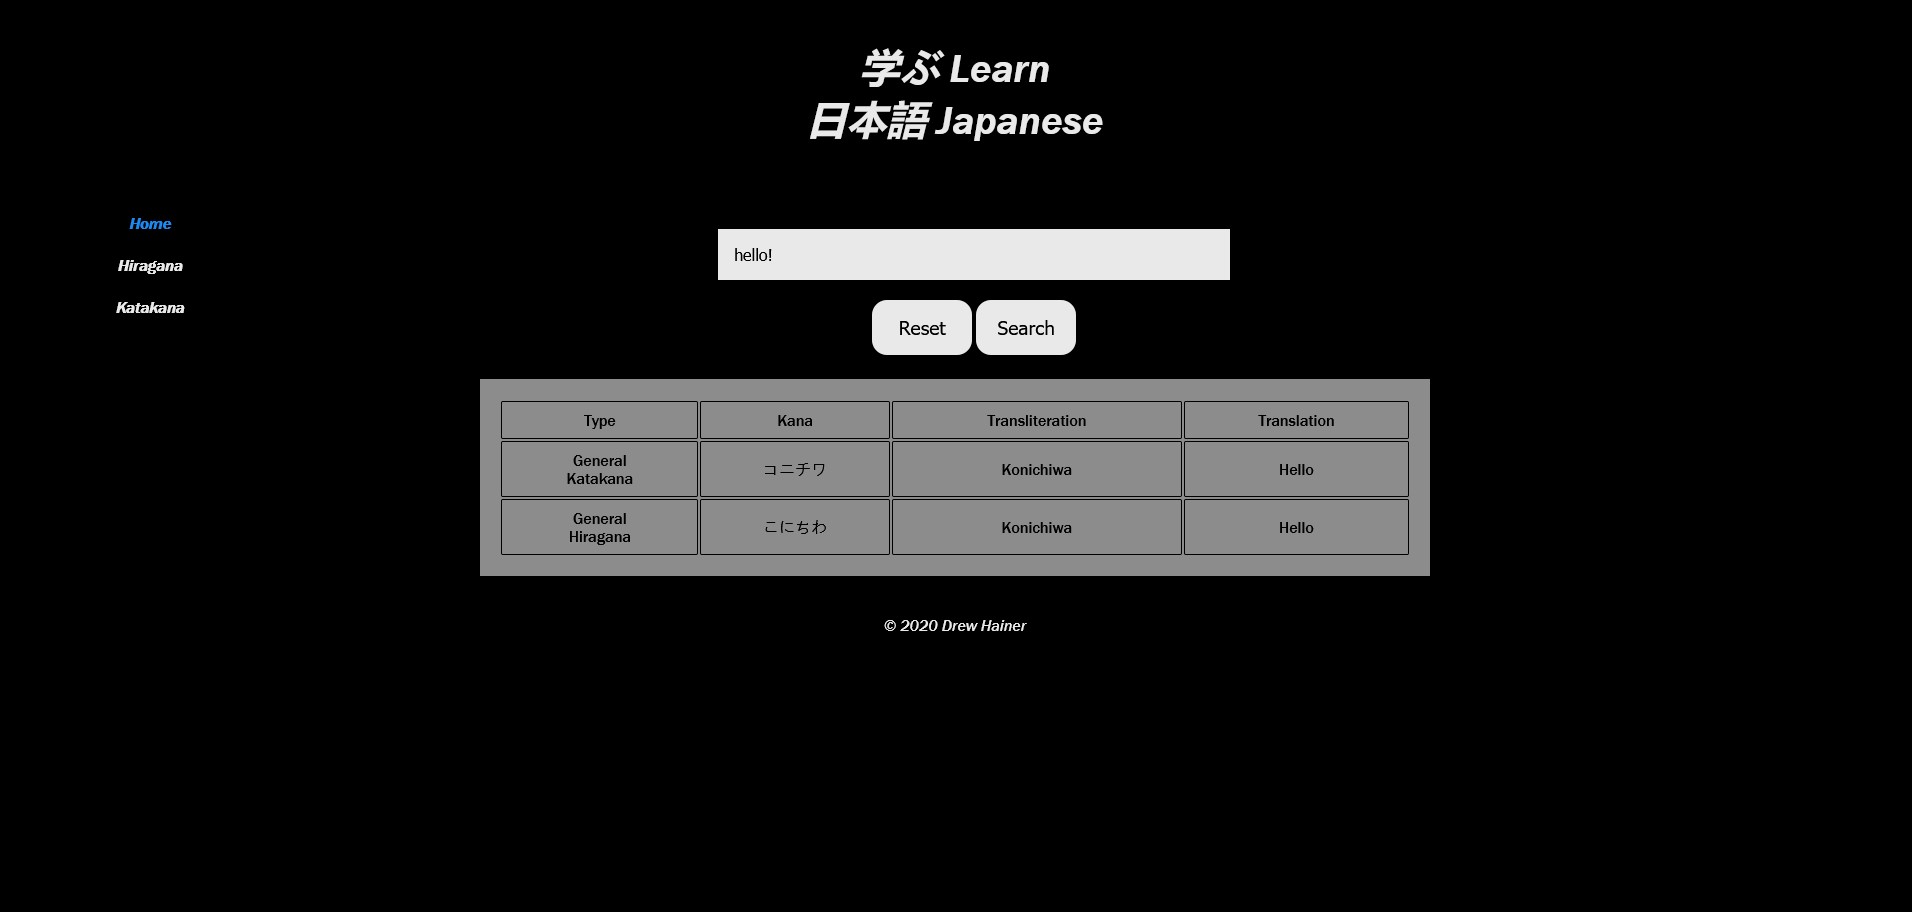 学ぶ Learn
日本語 Japanese
Home
Hiragana
Katakana
hello!
Reset Search
Type Kana Transliteration Translation
General
Katakana
コニチワ Konichiwa Hello
General
Hiragana
こにちわ Konichiwa Hello
© 2020 Drew Hainer